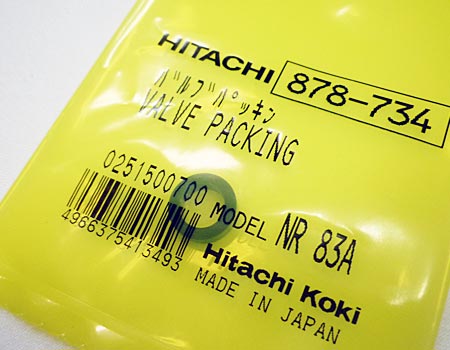 HITACHI 878-734
バルブパッキン
VALVE PACKING
0251500700 MODEL NR 83A
4966375413493
Hitachi Koki
MADE IN JAPAN